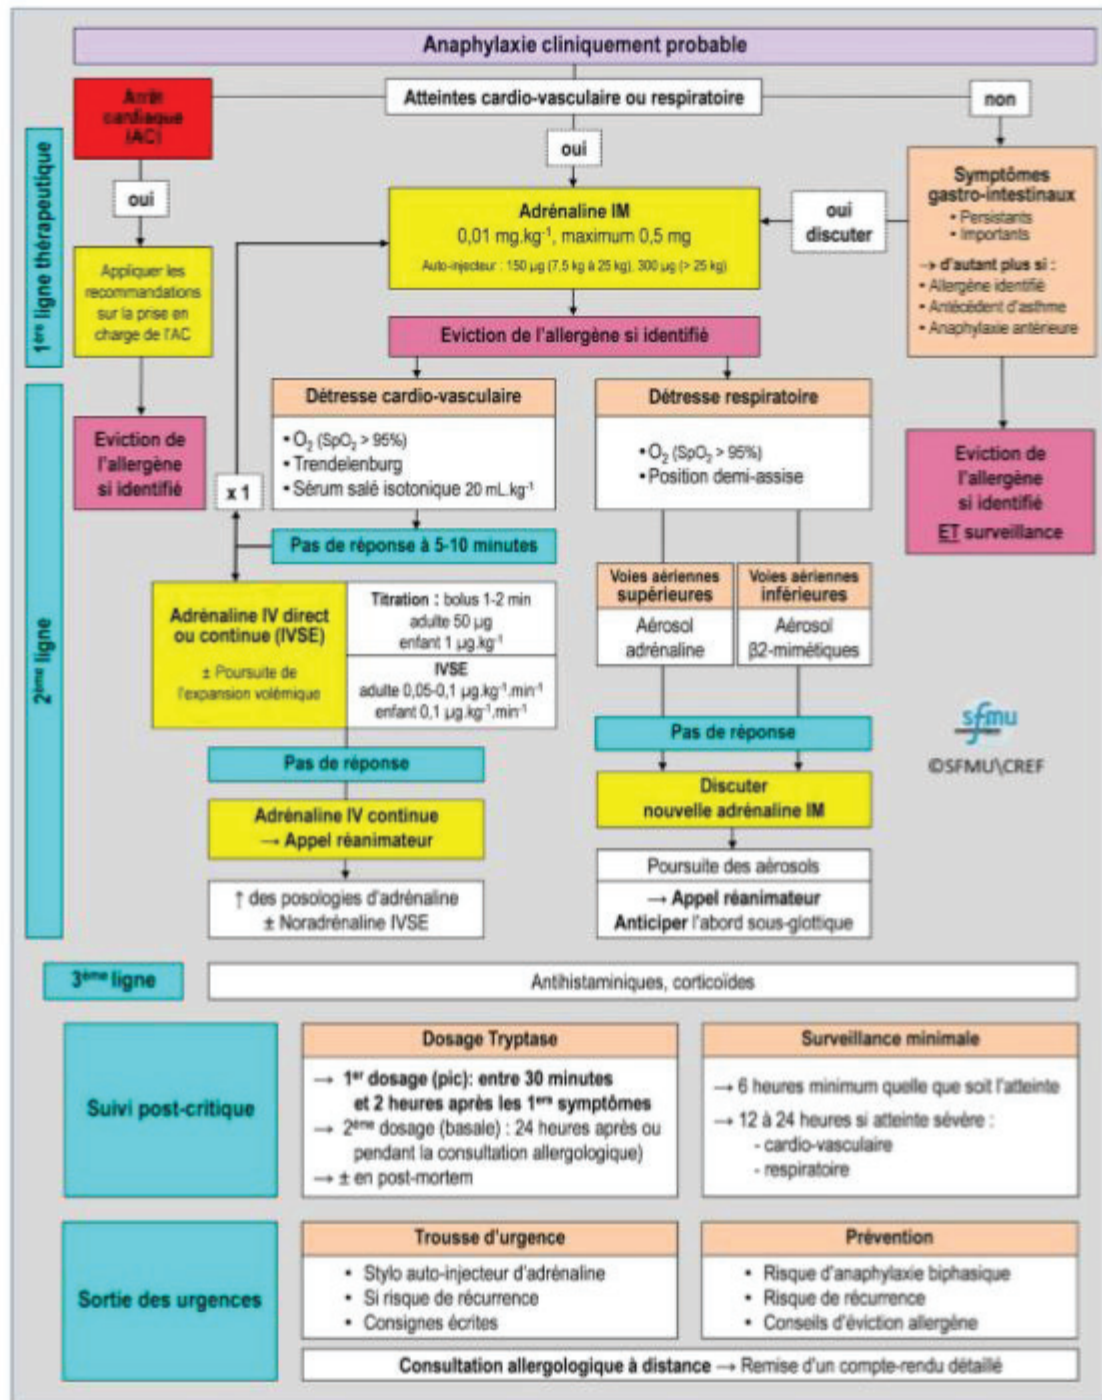 Anaphylaxie cliniquement probable
Arrêt
cardiaque
(AC)
Atteintes cardio-vasculaire ou respiratoire
non
oui
oui
1ère ligne thérapeutique
Adrénaline IM
0,01 mg.kg-1, maximum 0,5 mg
Auto-injecteur : 150 µg (7,5 kg à 25 kg), 300 µg (> 25 kg)
oui
discuter
Symptômes
gastro-intestinaux
• Persistants
• Importants
→ d'autant plus si :
• Allergène identifié
• Antécédent d'asthme
• Anaphylaxie antérieure
Appliquer les
recommandations
sur la prise en
charge de l'AC
Eviction de l'allergène si identifié
2ème ligne
Eviction de
l'allergène
si identifié
x 1
Détresse cardio-vasculaire
• O2 (SpO2 > 95%)
• Trendelenburg
• Sérum salé isotonique 20 mL.kg-1
Détresse respiratoire
• O2 (SpO2 > 95%)
• Position demi-assise
Eviction de
l'allergène
si identifié
ET surveillance
Pas de réponse à 5-10 minutes
Adrénaline IV direct
ou continue (IVSE)
± Poursuite de
l'expansion volémique
Titration : bolus 1-2 min
adulte 50 µg
enfant 1 µg.kg-1
IVSE
adulte 0,05-0,1 µg.kg-1.min-1
enfant 0,1 µg.kg-1.min-1
Voies aériennes
supérieures
Aérosol
adrénaline
Voies aériennes
inférieures
Aérosol
β2-mimétiques
Pas de réponse
Adrénaline IV continue
→ Appel réanimateur
↑ des posologies d'adrénaline
± Noradrénaline IVSE
Pas de réponse
Discuter
nouvelle adrénaline IM
Poursuite des aérosols
→ Appel réanimateur
Anticiper l'abord sous-glottique
sfmu
©SFMU\CREF
3ème ligne
Antihistaminiques, corticoïdes
Suivi post-critique
Dosage Tryptase
→ 1er dosage (pic): entre 30 minutes
et 2 heures après les 1ers symptômes
→ 2ème dosage (basale) : 24 heures après ou
pendant la consultation allergologique)
→ ± en post-mortem
Surveillance minimale
→ 6 heures minimum quelle que soit l'atteinte
→ 12 à 24 heures si atteinte sévère :
- cardio-vasculaire
- respiratoire
Sortie des urgences
Trousse d'urgence
• Stylo auto-injecteur d'adrénaline
• Si risque de récurrence
• Consignes écrites
Prévention
• Risque d'anaphylaxie biphasique
• Risque de récurrence
• Conseils d'éviction allergène
Consultation allergologique à distance → Remise d'un compte-rendu détaillé